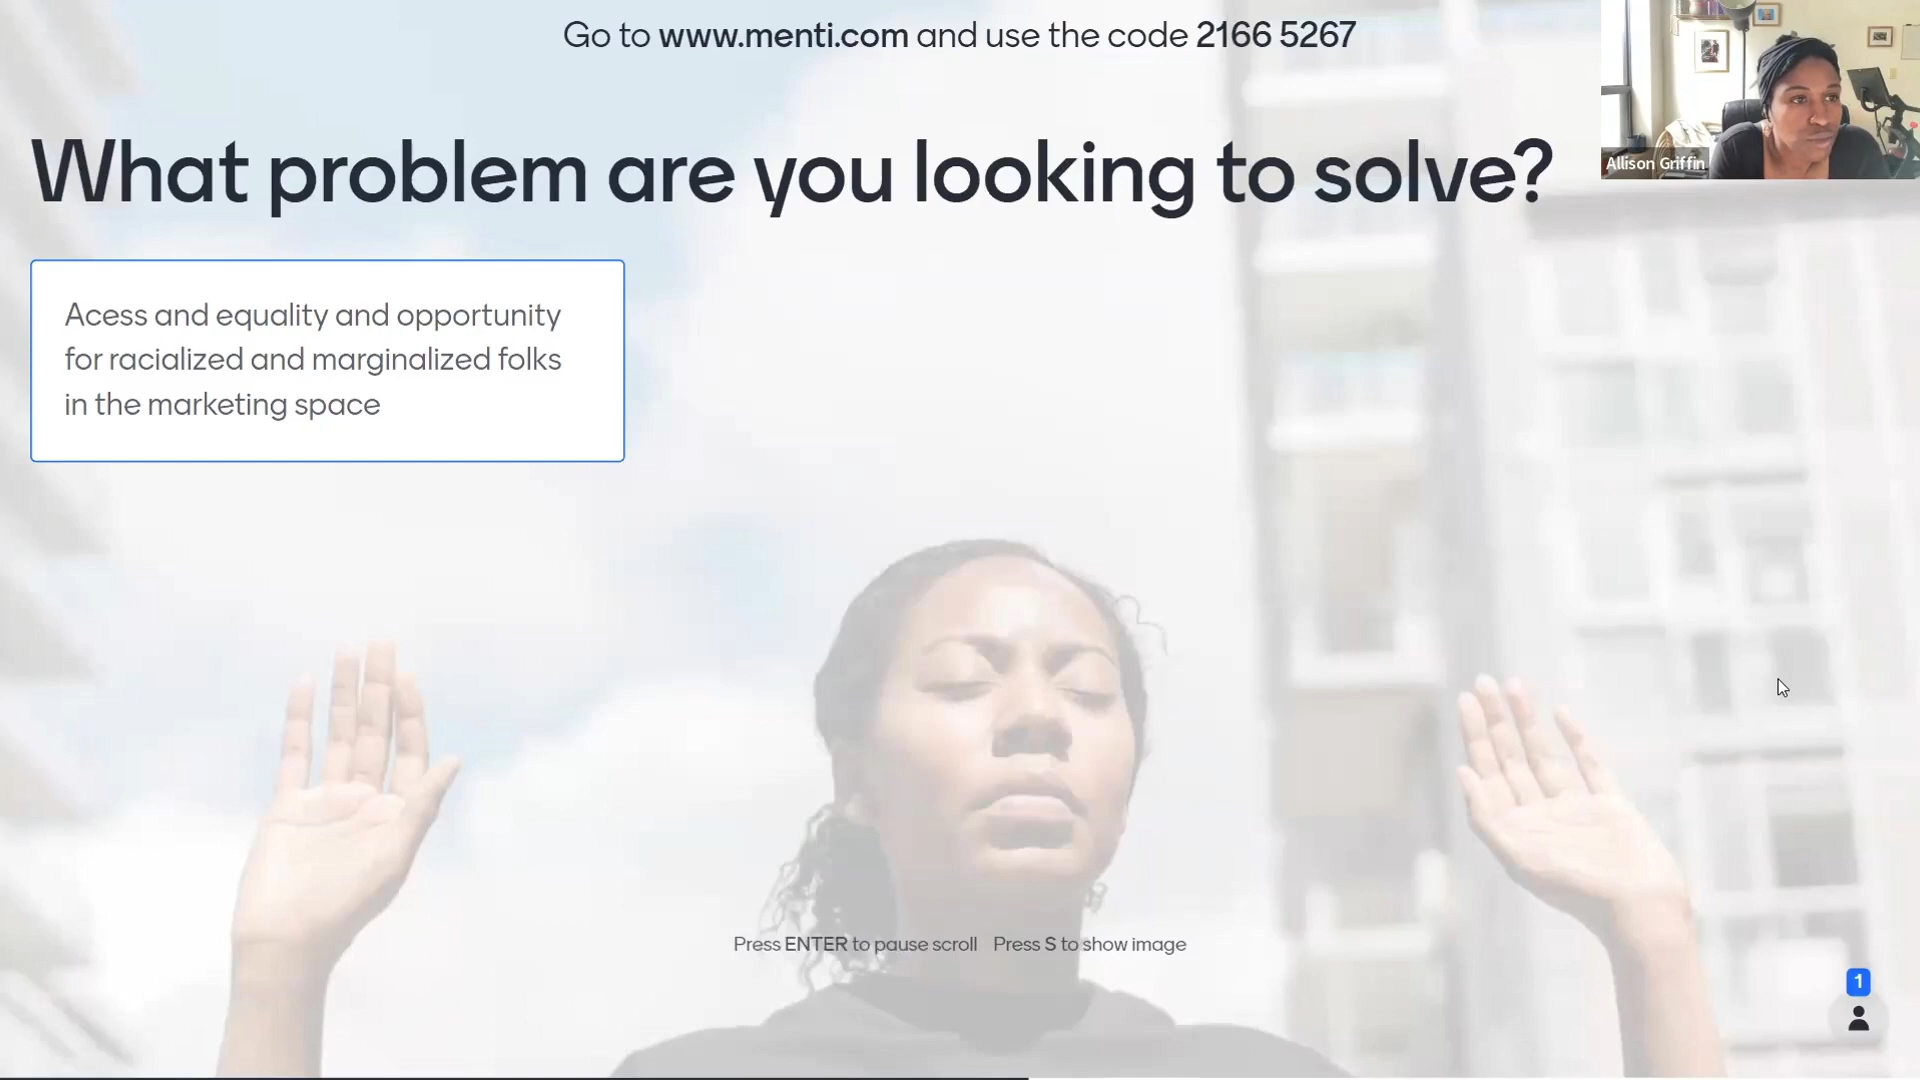 Go to www.menti.com and use the code 2166 5267
What problem are you looking to solve?
Allison Griffin
Acess and equality and opportunity
for racialized and marginalized folks
in the marketing space
Press ENTER to pause scroll Press S to show image
1